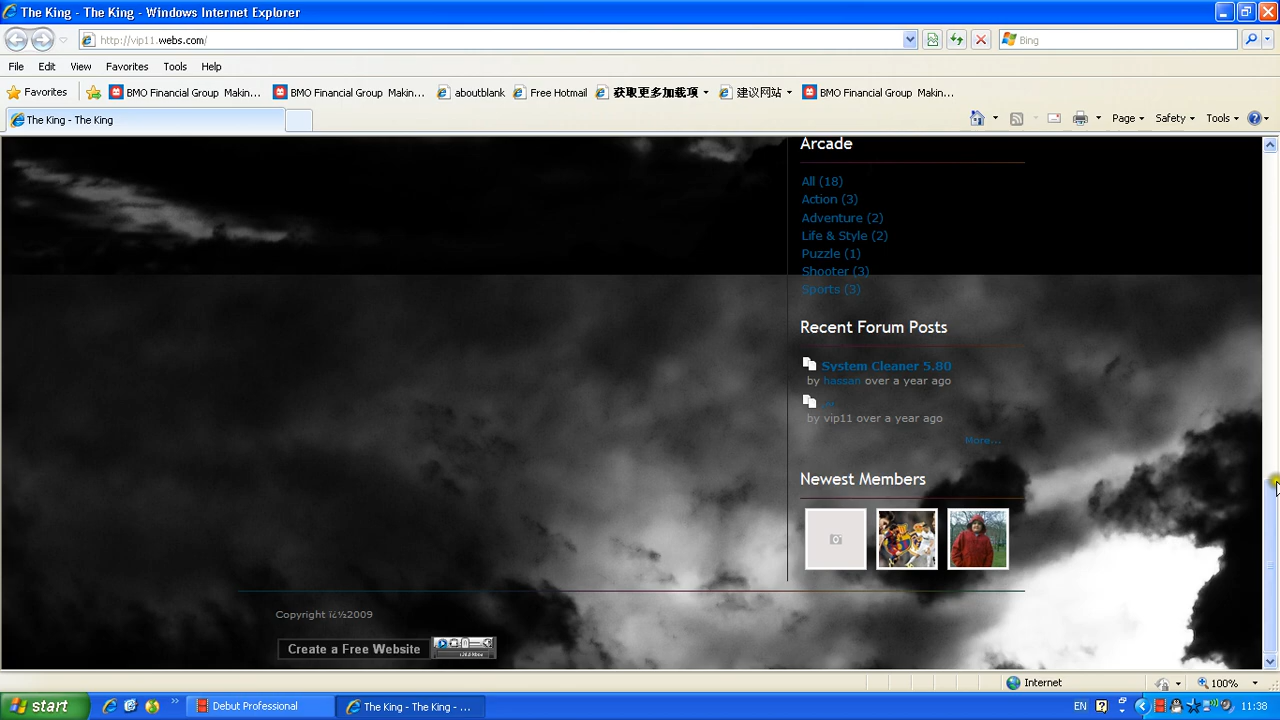 The King - The King - Windows Internet Explorer
http://vip11.webs.com/
Bing
File Edit View Favorites Tools Help
Favorites BMO Financial Group Makin... BMO Financial Group Makin... aboutblank Free Hotmail 获取更多加载项 建议网站 BMO Financial Group Makin...
The King - The King
Page Safety Tools
Arcade
All (18)
Action (3)
Adventure (2)
Life & Style (2)
Puzzle (1)
Shooter (3)
Sports (3)
Recent Forum Posts
System Cleaner 5.80
by hassan over a year ago
by vip11 over a year ago
More...
Newest Members
Copyright ï¿½2009
Create a Free Website
Internet
100%
start
Debut Professional
The King - The King - ...
EN
11:38